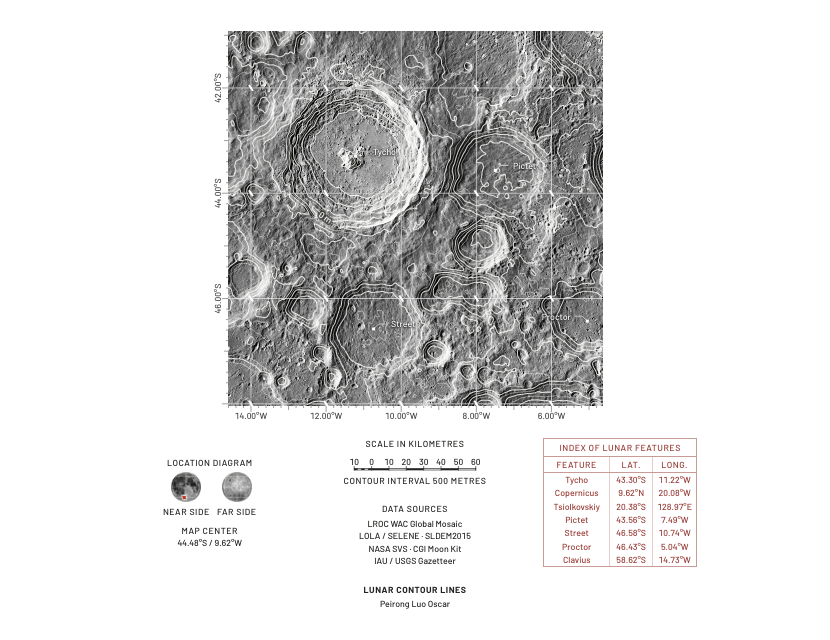 42.00°S
Tycho
Pictet
44.00°S
46.00°S
Street
Proctor
14.00°W 12.00°W 10.00°W 8.00°W 6.00°W
SCALE IN KILOMETRES
10 0 10 20 30 40 50 60
CONTOUR INTERVAL 500 METRES
LOCATION DIAGRAM
NEAR SIDE FAR SIDE
MAP CENTER
44.48°S / 9.62°W
DATA SOURCES
LROC WAC Global Mosaic
LOLA / SELENE · SLDEM2015
NASA SVS · CGI Moon Kit
IAU / USGS Gazetteer
LUNAR CONTOUR LINES
Peirong Luo Oscar
INDEX OF LUNAR FEATURES
FEATURE LAT. LONG.
Tycho 43.30°S 11.22°W
Copernicus 9.62°N 20.08°W
Tsiolkovskiy 20.38°S 128.97°E
Pictet 43.56°S 7.49°W
Street 46.58°S 10.74°W
Proctor 46.43°S 5.04°W
Clavius 58.62°S 14.73°W